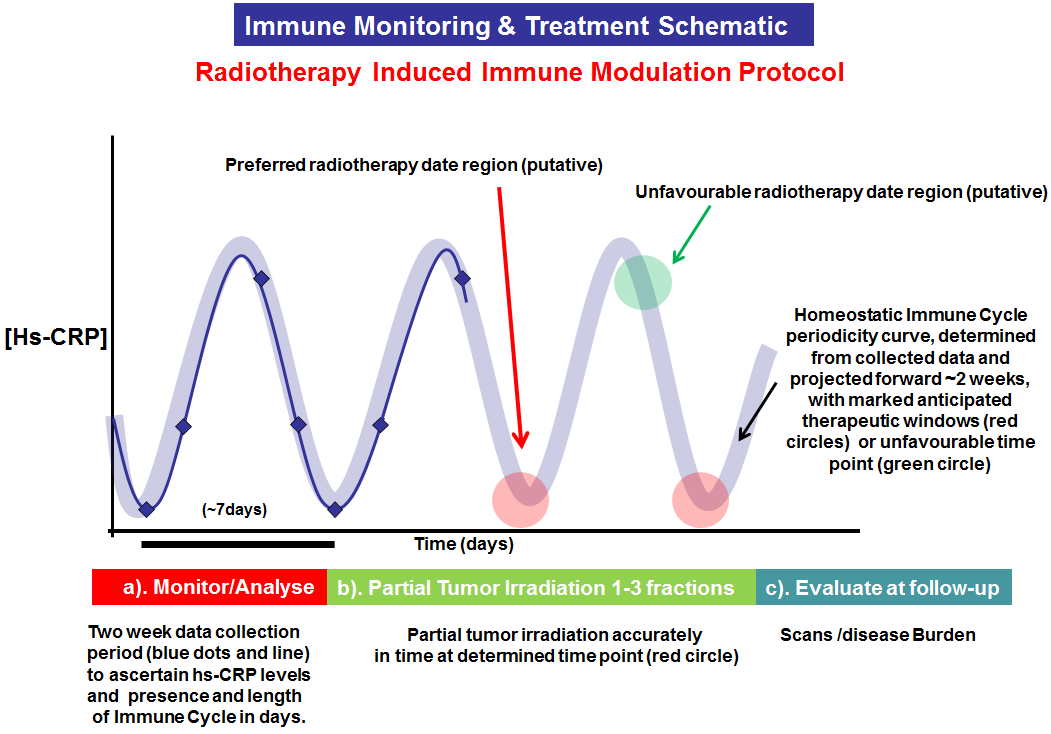 Immune Monitoring & Treatment Schematic
Radiotherapy Induced Immune Modulation Protocol
Preferred radiotherapy date region (putative)
Unfavourable radiotherapy date region (putative)
[Hs-CRP]
Homeostatic Immune Cycle
periodicity curve, determined
from collected data and
projected forward ~2 weeks,
with marked anticipated
therapeutic windows (red
circles) or unfavourable time
point (green circle)
(~7days)
Time (days)
a). Monitor/Analyse
b). Partial Tumor Irradiation 1-3 fractions
c). Evaluate at follow-up
Two week data collection
period (blue dots and line)
to ascertain hs-CRP levels
and presence and length
of Immune Cycle in days.
Partial tumor irradiation accurately
in time at determined time point (red circle)
Scans /disease Burden